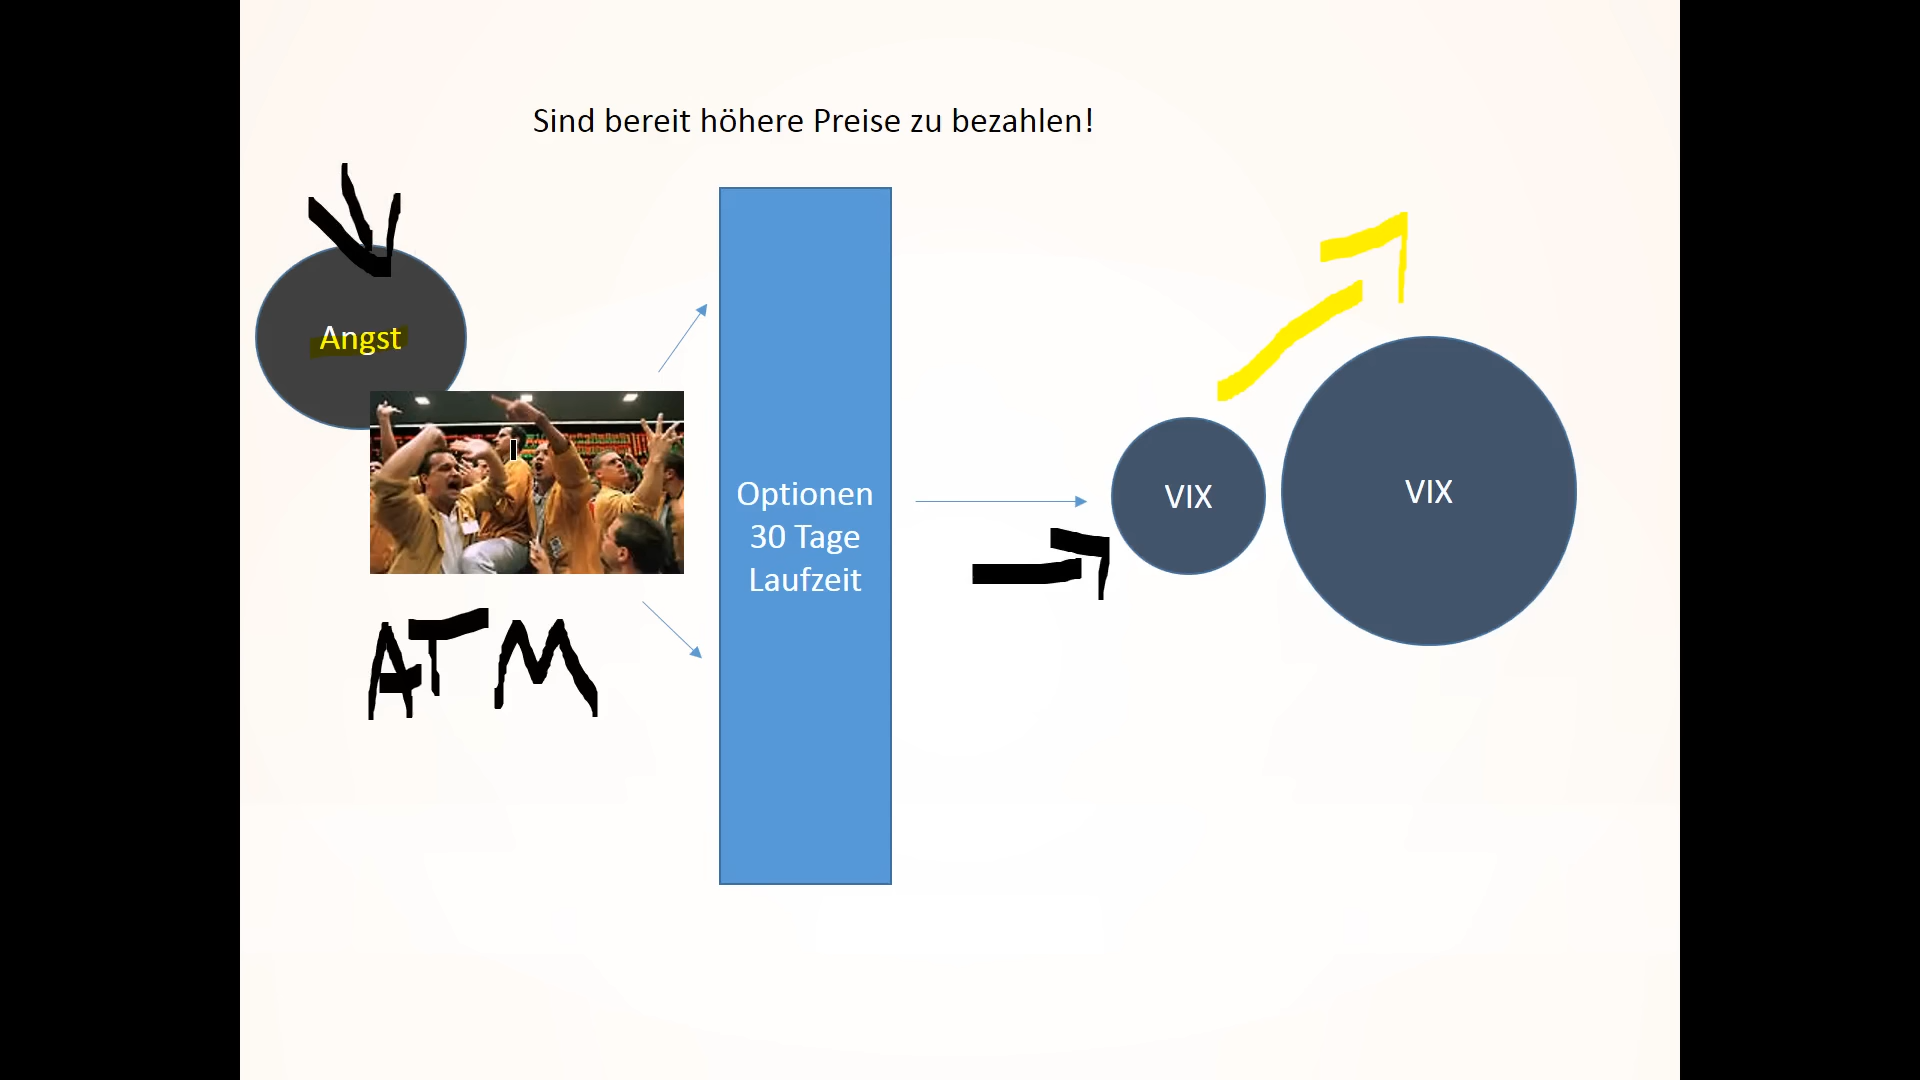 Sind bereit höhere Preise zu bezahlen!
Angst
ATM
Optionen
30 Tage
Laufzeit
VIX
VIX